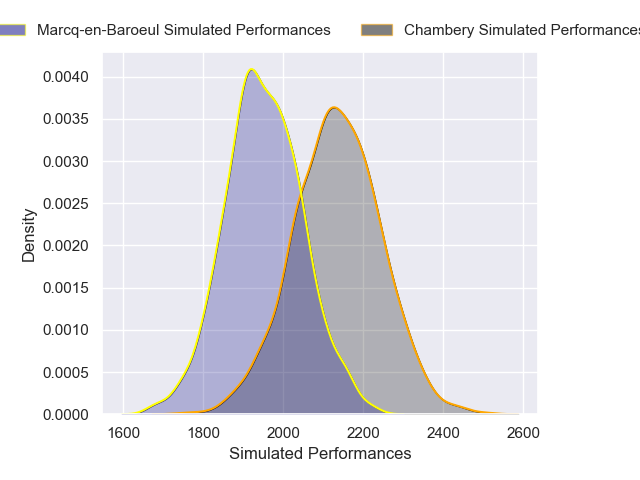 Marcq-en-Baroeul Simulated Performances Chambery Simulated Performances
0.0040
0.0035
0.0030
0.0025
0.0020
0.0015
0.0010
0.0005
0.0000
Density
1600 1800 2000 2200 2400 2600
Simulated Performances